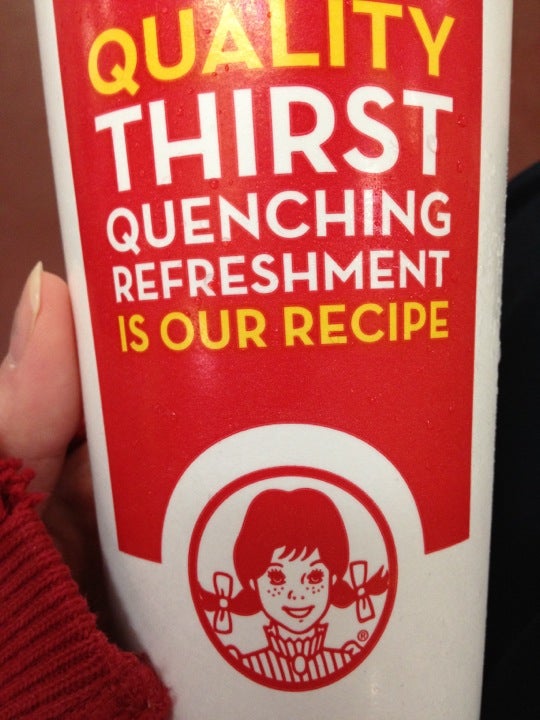 QUALITY
THIRST
QUENCHING
REFRESHMENT
IS OUR RECIPE
®